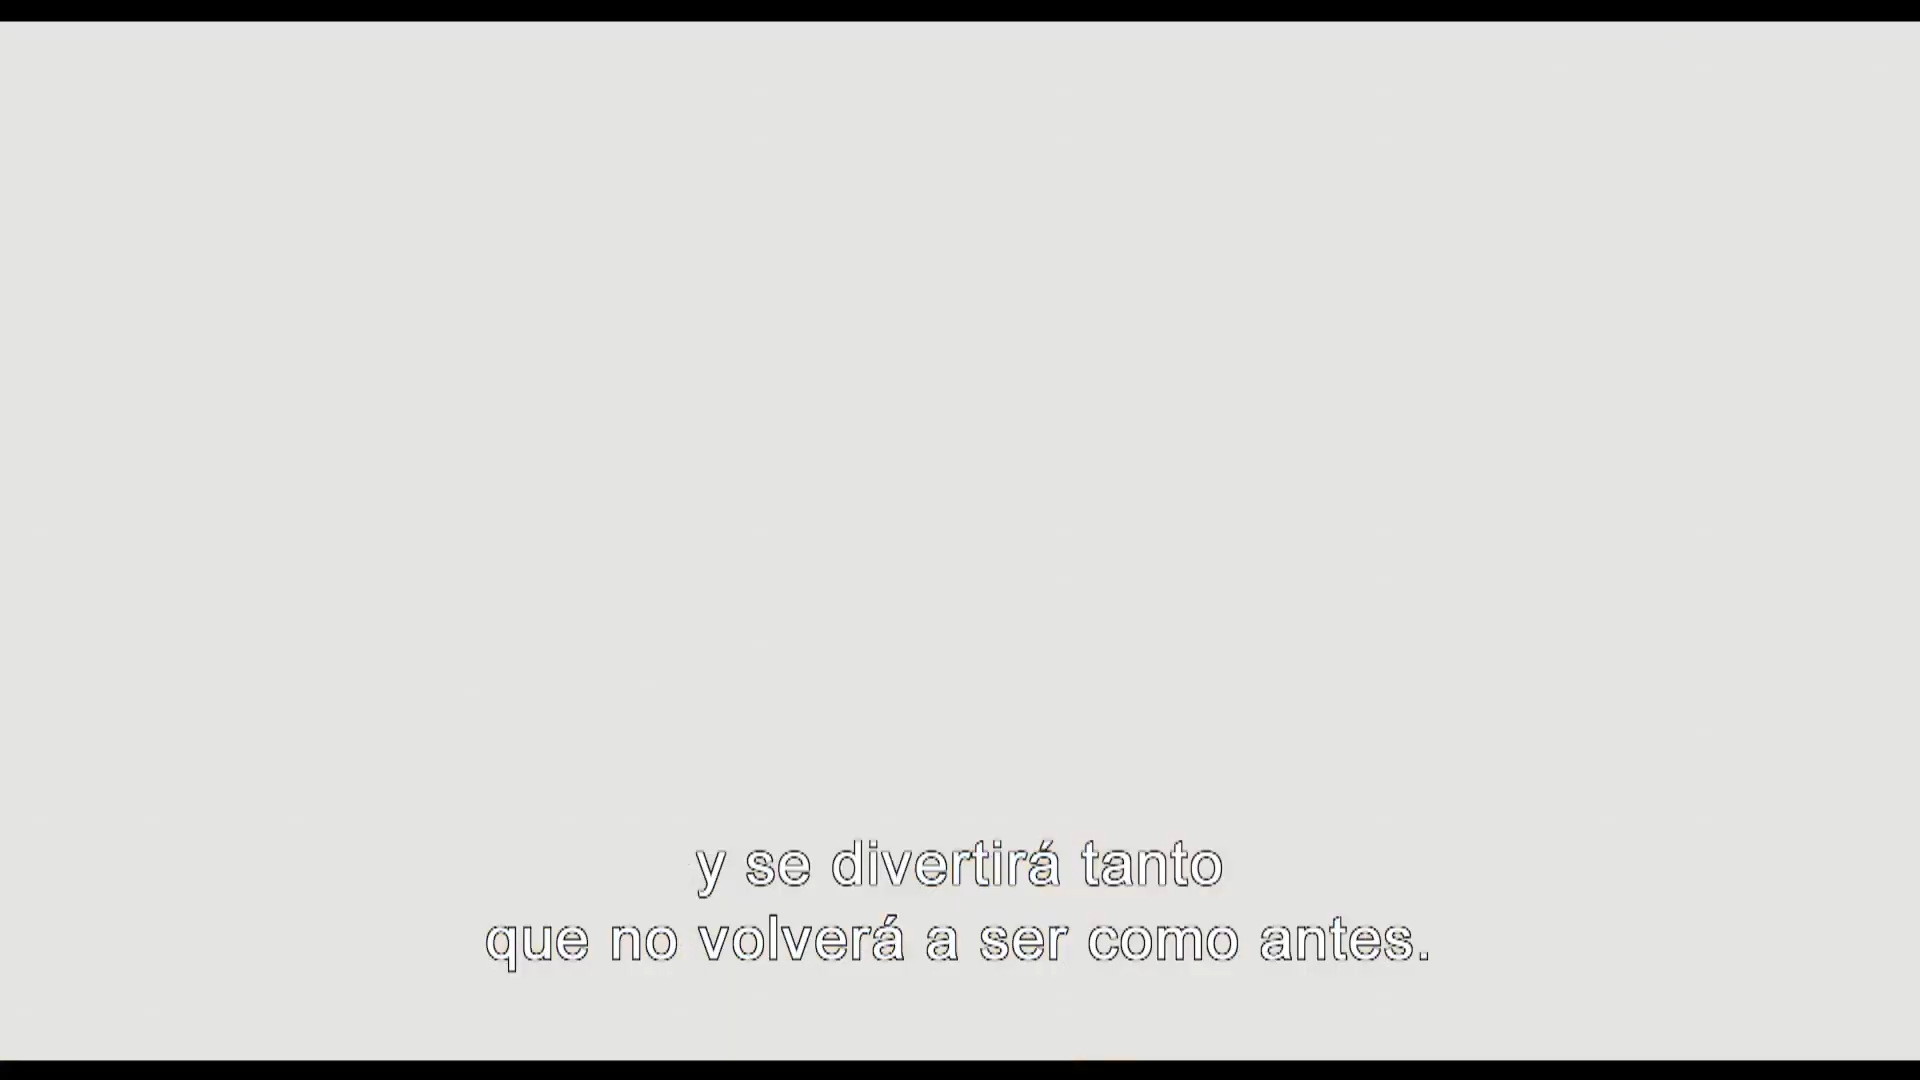 y se divertirá tanto
que no volverá a ser como antes.